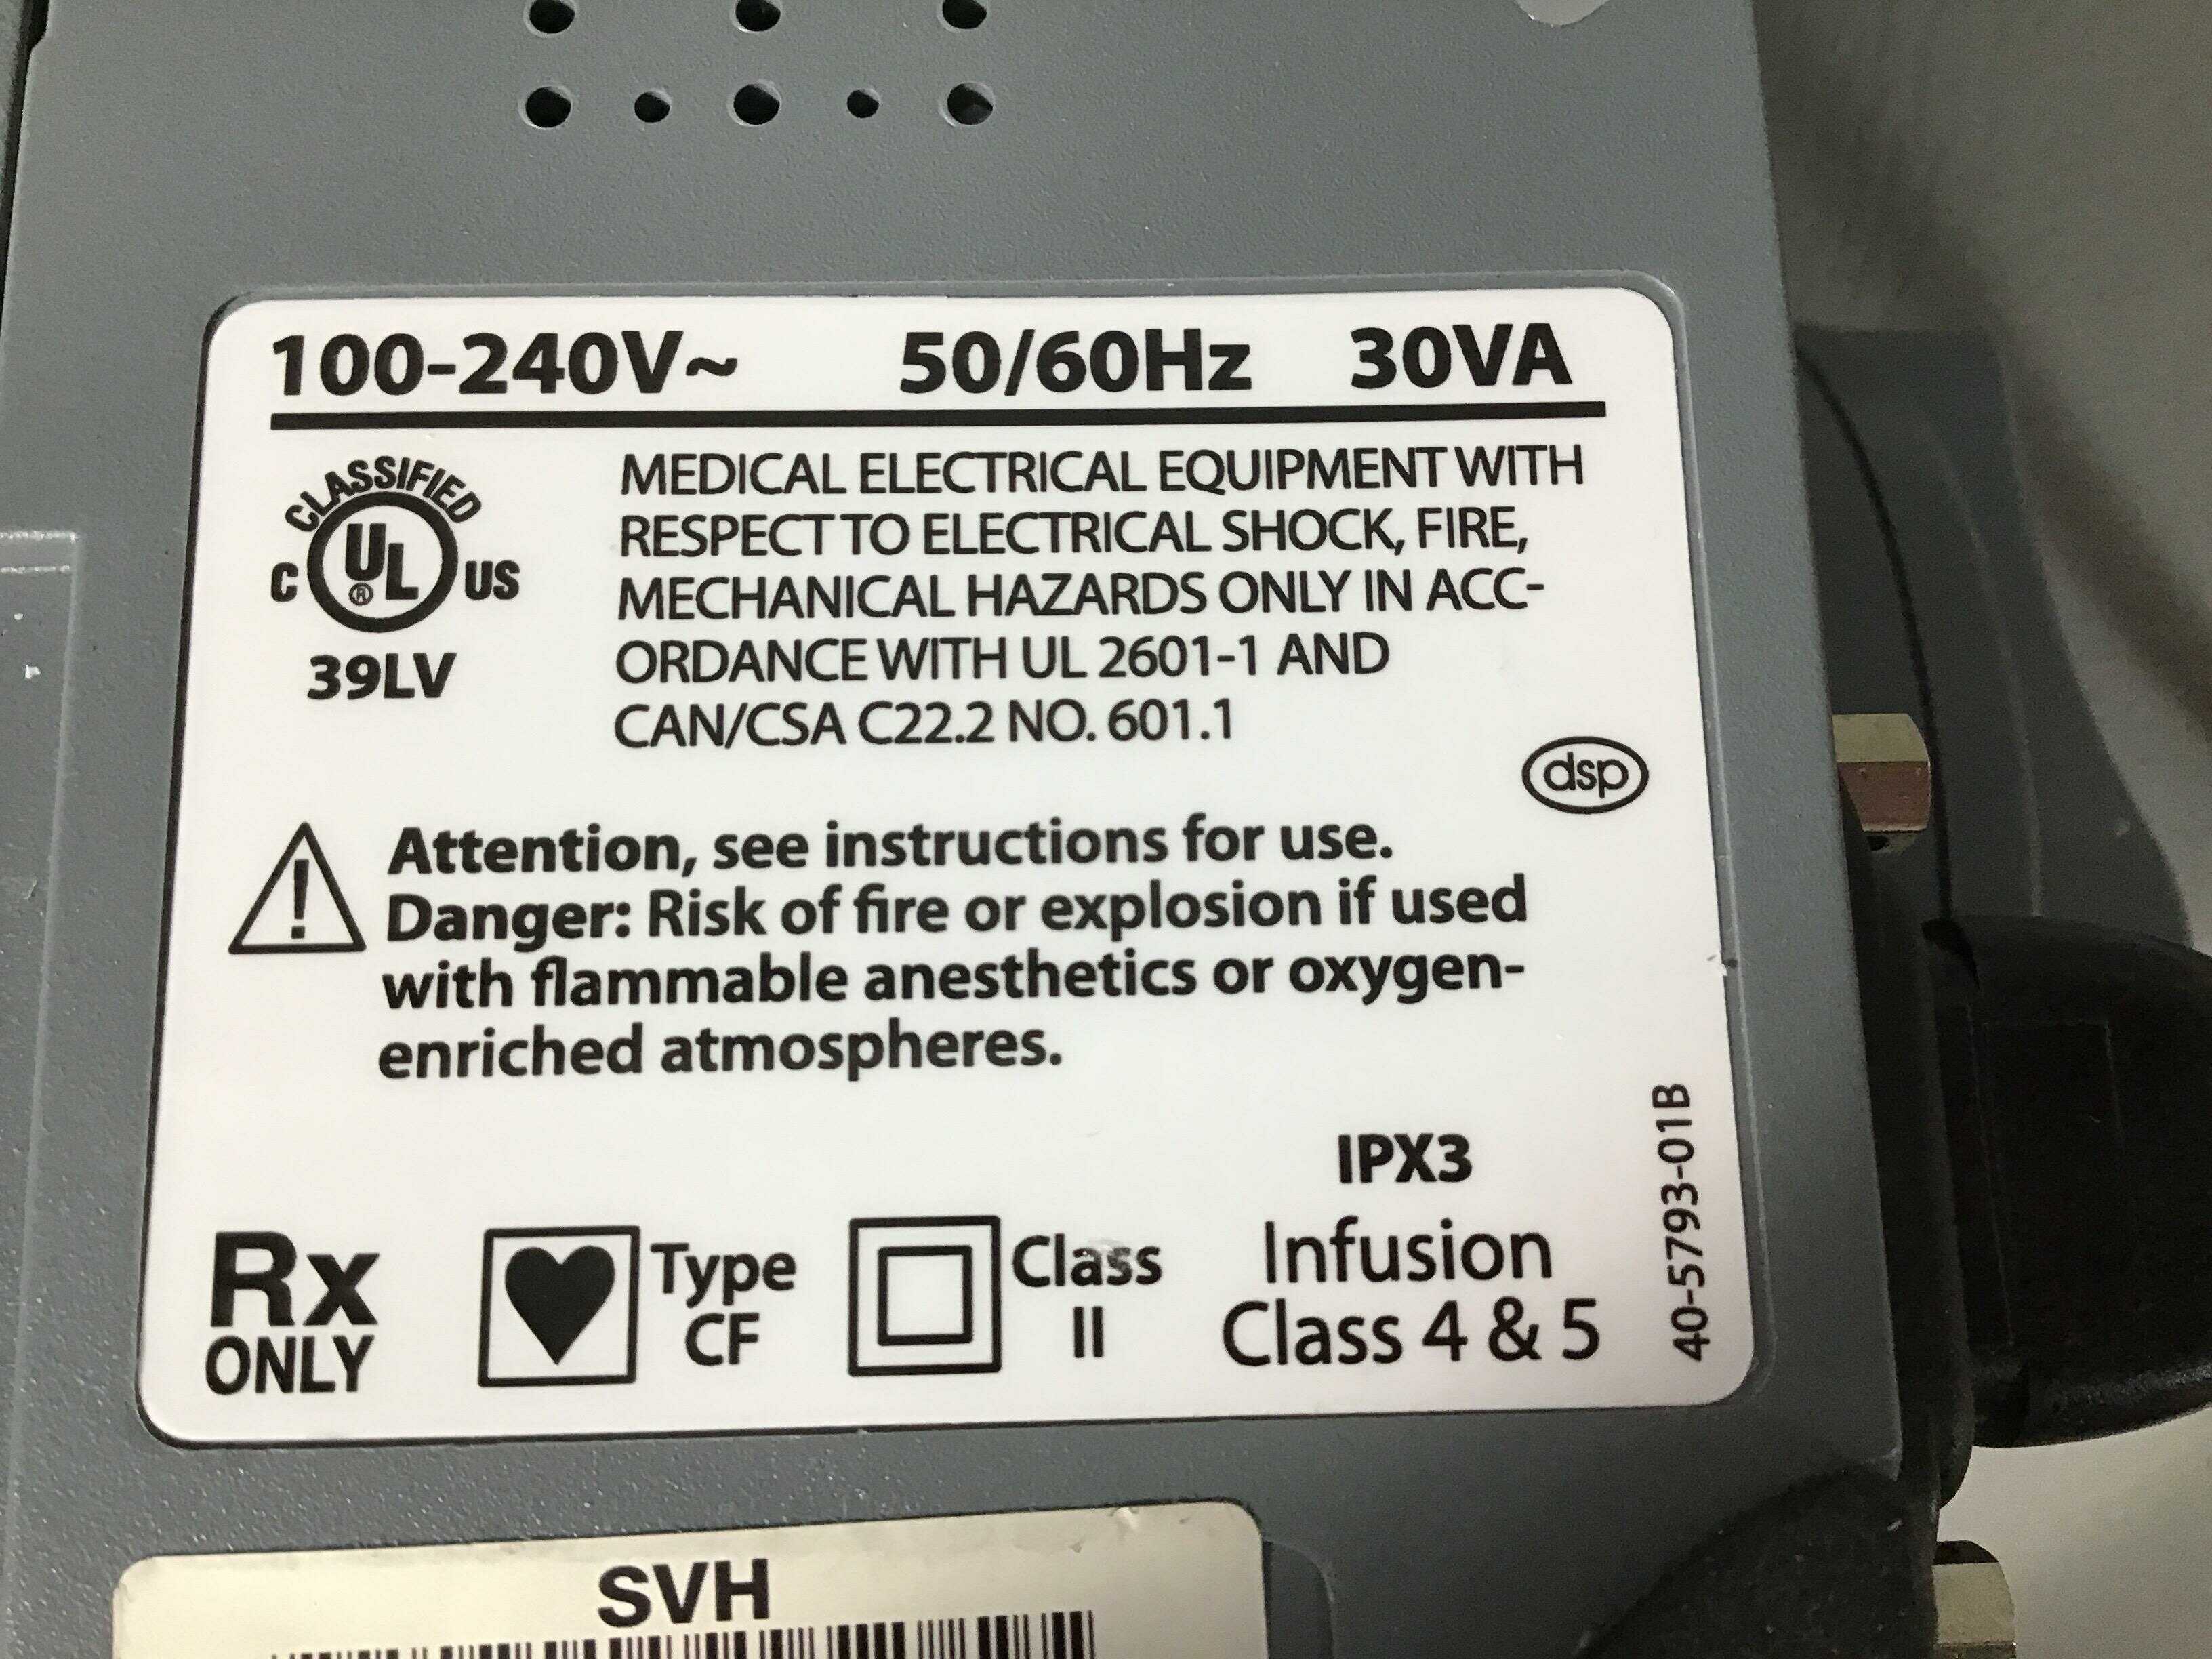 100-240V~ 50/60Hz 30VA
CLASSIFIED
C UL® US
39LV
MEDICAL ELECTRICAL EQUIPMENT WITH
RESPECT TO ELECTRICAL SHOCK, FIRE,
MECHANICAL HAZARDS ONLY IN ACC-
ORDANCE WITH UL 2601-1 AND
CAN/CSA C22.2 NO. 601.1
dsp
! Attention, see instructions for use.
Danger: Risk of fire or explosion if used
with flammable anesthetics or oxygen-
enriched atmospheres.
Rx
ONLY
Type
CF
Class
II
IPX3
Infusion
Class 4 & 5
40-5793-01B
SVH